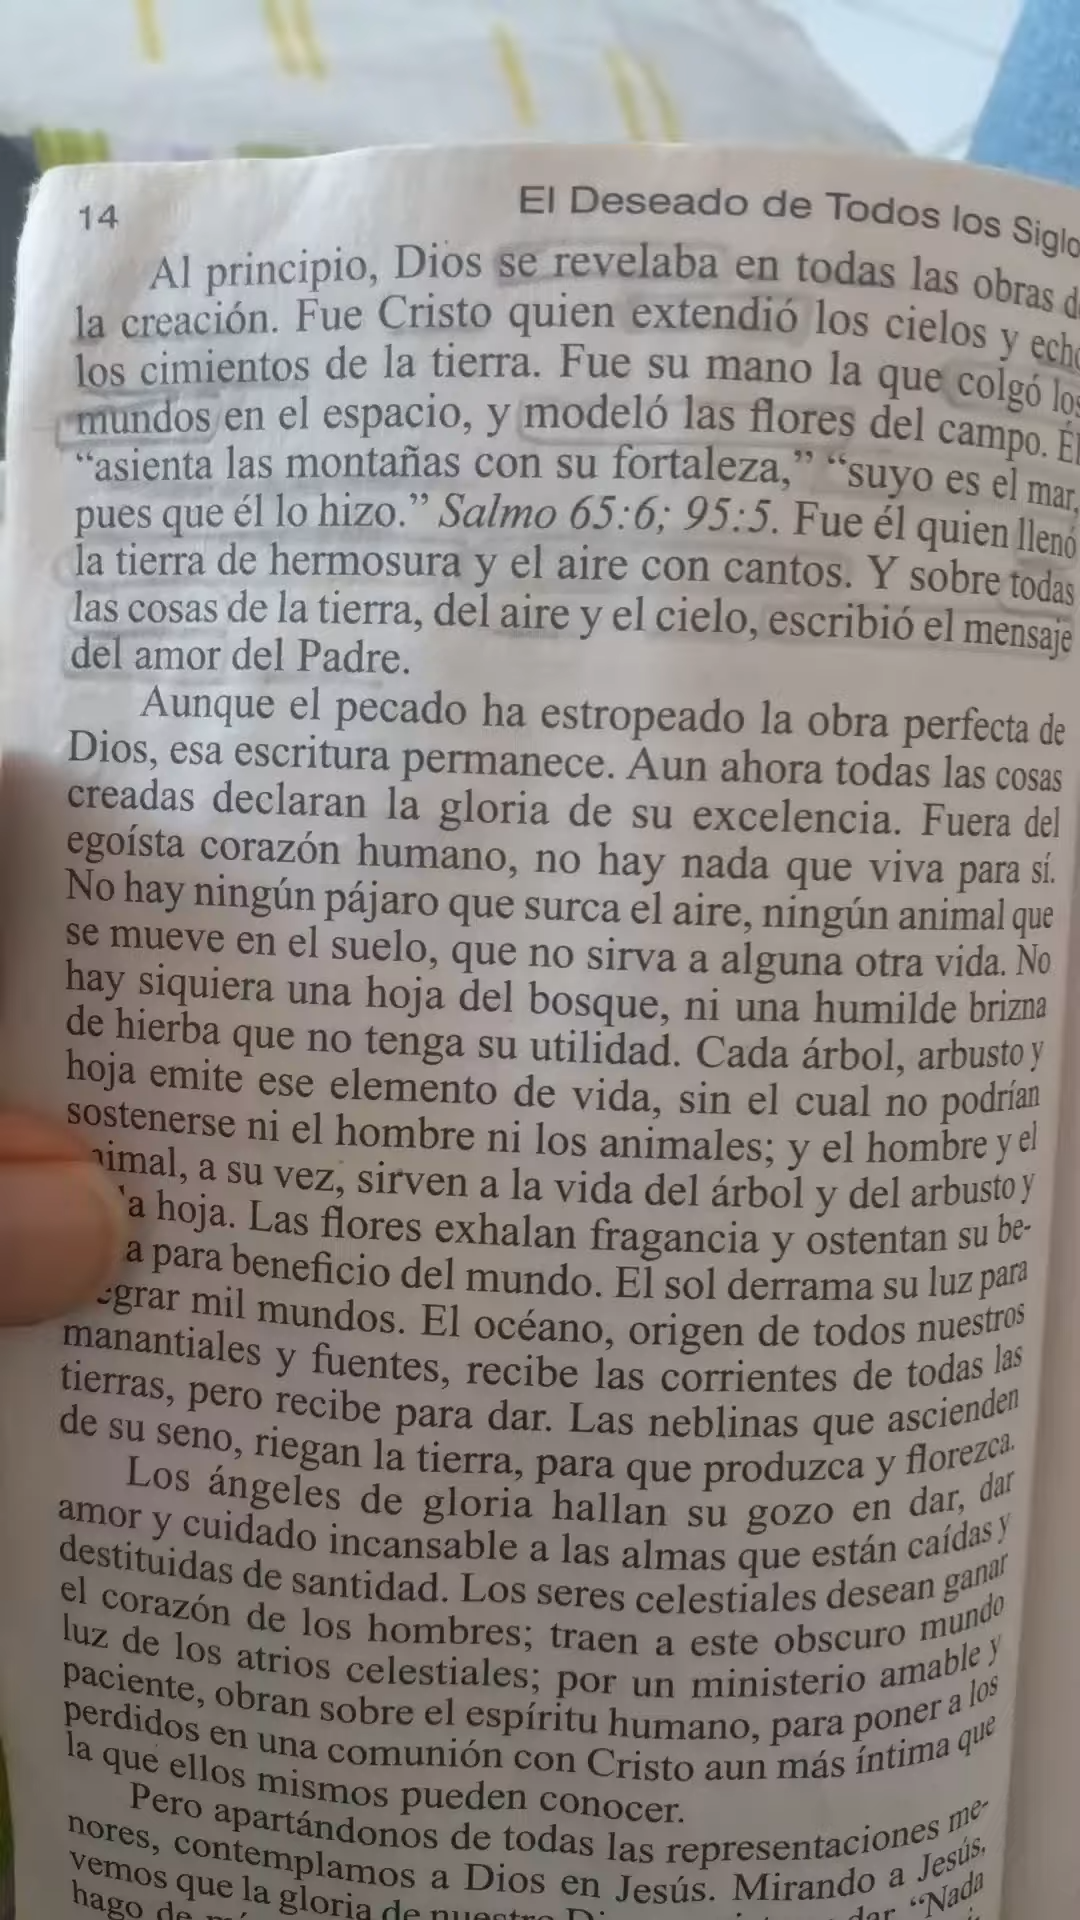 14
El Deseado de Todos los Siglo
Al principio, Dios se revelaba en todas las obras d
la creación. Fue Cristo quien extendió los cielos y echó
los cimientos de la tierra. Fue su mano la que colgó los
mundos en el espacio, y modeló las flores del campo. Él
“asienta las montañas con su fortaleza,” “suyo es el mar,
pues que él lo hizo.” Salmo 65:6; 95:5. Fue él quien llenó
la tierra de hermosura y el aire con cantos. Y sobre todas
las cosas de la tierra, del aire y el cielo, escribió el mensaje
del amor del Padre.
Aunque el pecado ha estropeado la obra perfecta de
Dios, esa escritura permanece. Aun ahora todas las cosas
creadas declaran la gloria de su excelencia. Fuera del
egoísta corazón humano, no hay nada que viva para sí.
No hay ningún pájaro que surca el aire, ningún animal que
se mueve en el suelo, que no sirva a alguna otra vida. No
hay siquiera una hoja del bosque, ni una humilde brizna
de hierba que no tenga su utilidad. Cada árbol, arbusto y
hoja emite ese elemento de vida, sin el cual no podrían
sostenerse ni el hombre ni los animales; y el hombre y el
nimal, a su vez, sirven a la vida del árbol y del arbusto y
a hoja. Las flores exhalan fragancia y ostentan su be-
a para beneficio del mundo. El sol derrama su luz para
egrar mil mundos. El océano, origen de todos nuestros
manantiales y fuentes, recibe las corrientes de todas las
tierras, pero recibe para dar. Las neblinas que ascienden
de su seno, riegan la tierra, para que produzca y florezca.
Los ángeles de gloria hallan su gozo en dar, dar
amor y cuidado incansable a las almas que están caídas y
destituidas de santidad. Los seres celestiales desean ganar
el corazón de los hombres; traen a este obscuro mundo
luz de los atrios celestiales; por un ministerio amable y
paciente, obran sobre el espíritu humano, para poner a los
perdidos en una comunión con Cristo aun más íntima que
la que ellos mismos pueden conocer.
Pero apartándonos de todas las representaciones me-
nores, contemplamos a Dios en Jesús. Mirando a Jesús,
vemos que la gloria de nuestro Di dar. “Nada
hago de